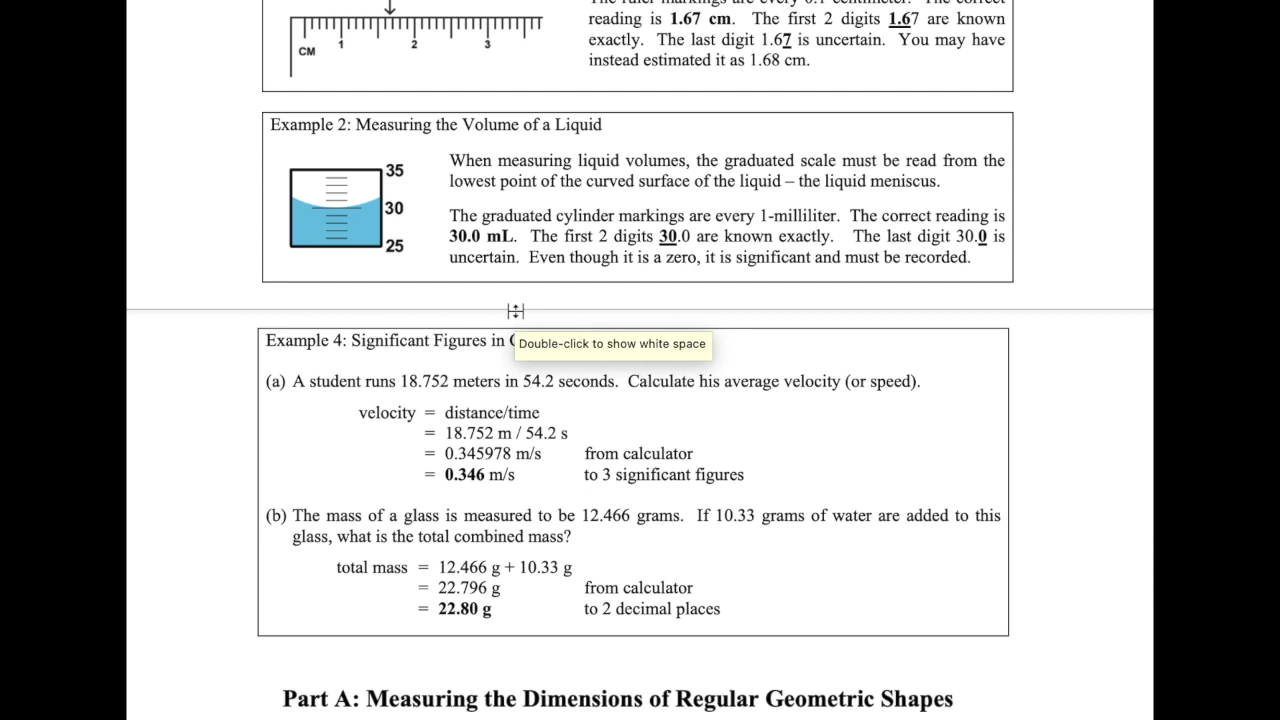 The ruler markings are every 0.1 centimeter. The correct
reading is 1.67 cm. The first 2 digits 1.67 are known
exactly. The last digit 1.67 is uncertain. You may have
instead estimated it as 1.68 cm.
CM
1
2
3
Example 2: Measuring the Volume of a Liquid
35
30
25
When measuring liquid volumes, the graduated scale must be read from the
lowest point of the curved surface of the liquid – the liquid meniscus.
The graduated cylinder markings are every 1-milliliter. The correct reading is
30.0 mL. The first 2 digits 30.0 are known exactly. The last digit 30.0 is
uncertain. Even though it is a zero, it is significant and must be recorded.
Example 4: Significant Figures in
Double-click to show white space
(a) A student runs 18.752 meters in 54.2 seconds. Calculate his average velocity (or speed).
velocity = distance/time
= 18.752 m / 54.2 s
= 0.345978 m/s from calculator
= 0.346 m/s to 3 significant figures
(b) The mass of a glass is measured to be 12.466 grams. If 10.33 grams of water are added to this
glass, what is the total combined mass?
total mass = 12.466 g + 10.33 g
= 22.796 g from calculator
= 22.80 g to 2 decimal places
Part A: Measuring the Dimensions of Regular Geometric Shapes